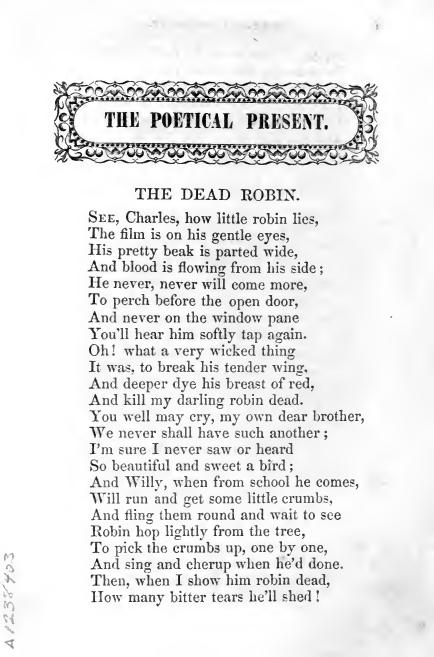 THE POETICAL PRESENT.
THE DEAD ROBIN.
SEE, Charles, how little robin lies,
The film is on his gentle eyes,
His pretty beak is parted wide,
And blood is flowing from his side;
He never, never will come more,
To perch before the open door,
And never on the window pane
You'll hear him softly tap again.
Oh! what a very wicked thing
It was, to break his tender wing,
And deeper dye his breast of red,
And kill my darling robin dead.
You well may cry, my own dear brother,
We never shall have such another;
I'm sure I never saw or heard
So beautiful and sweet a bird;
And Willy, when from school he comes,
Will run and get some little crumbs,
And fling them round and wait to see
Robin hop lightly from the tree,
To pick the crumbs up, one by one,
And sing and cherup when he'd done.
Then, when I show him robin dead,
How many bitter tears he'll shed!
A1238403